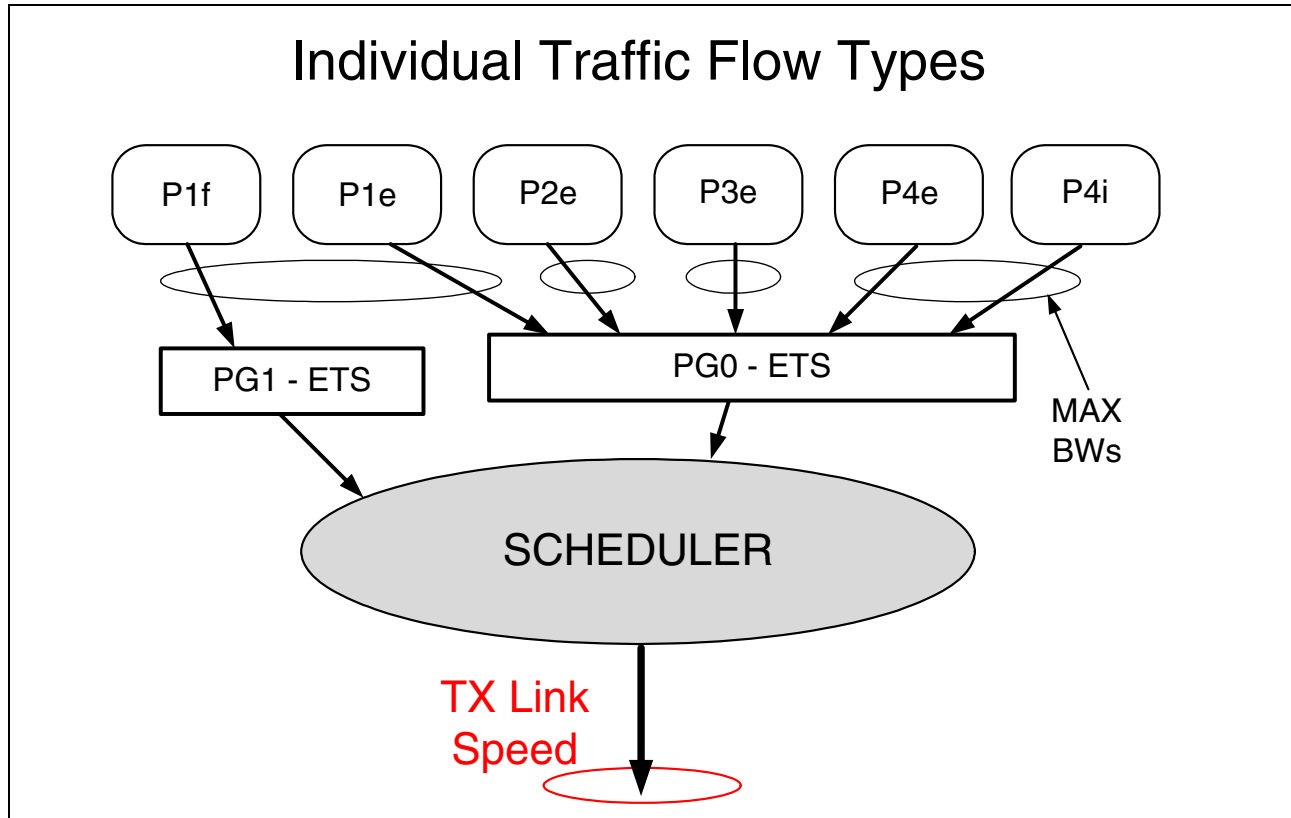 Individual Traffic Flow Types
P1f
P1e
P2e
P3e
P4e
P4i
PG1 - ETS
PG0 - ETS
MAX
BWs
SCHEDULER
TX Link
Speed